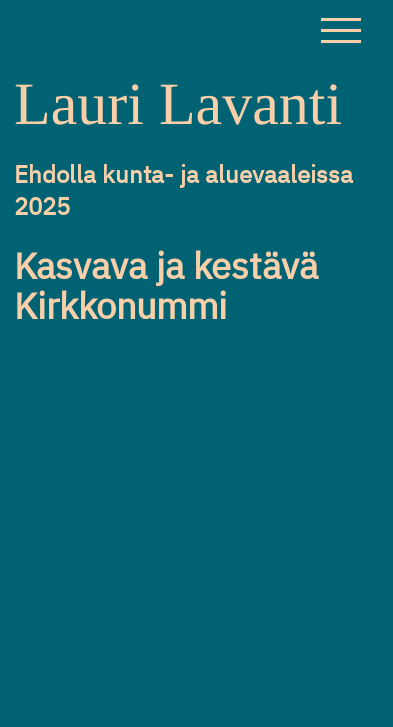 Lauri Lavanti
Ehdolla kunta- ja aluevaaleissa
2025
Kasvava ja kestävä
Kirkkonummi